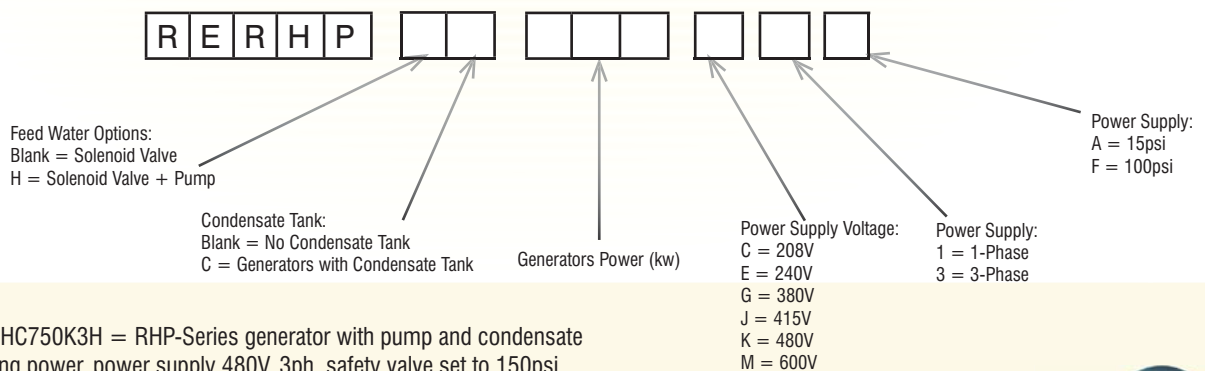 R E R H P
Feed Water Options:
Blank = Solenoid Valve
H = Solenoid Valve + Pump
Condensate Tank:
Blank = No Condensate Tank
C = Generators with Condensate Tank
Generators Power (kw)
Power Supply Voltage:
C = 208V
E = 240V
G = 380V
J = 415V
K = 480V
M = 600V
Power Supply:
1 = 1-Phase
3 = 3-Phase
Power Supply:
A = 15psi
F = 100psi
HC750K3H = RHP-Series generator with pump and condensate
ng power, power supply 480V, 3ph, safety valve set to 150psi